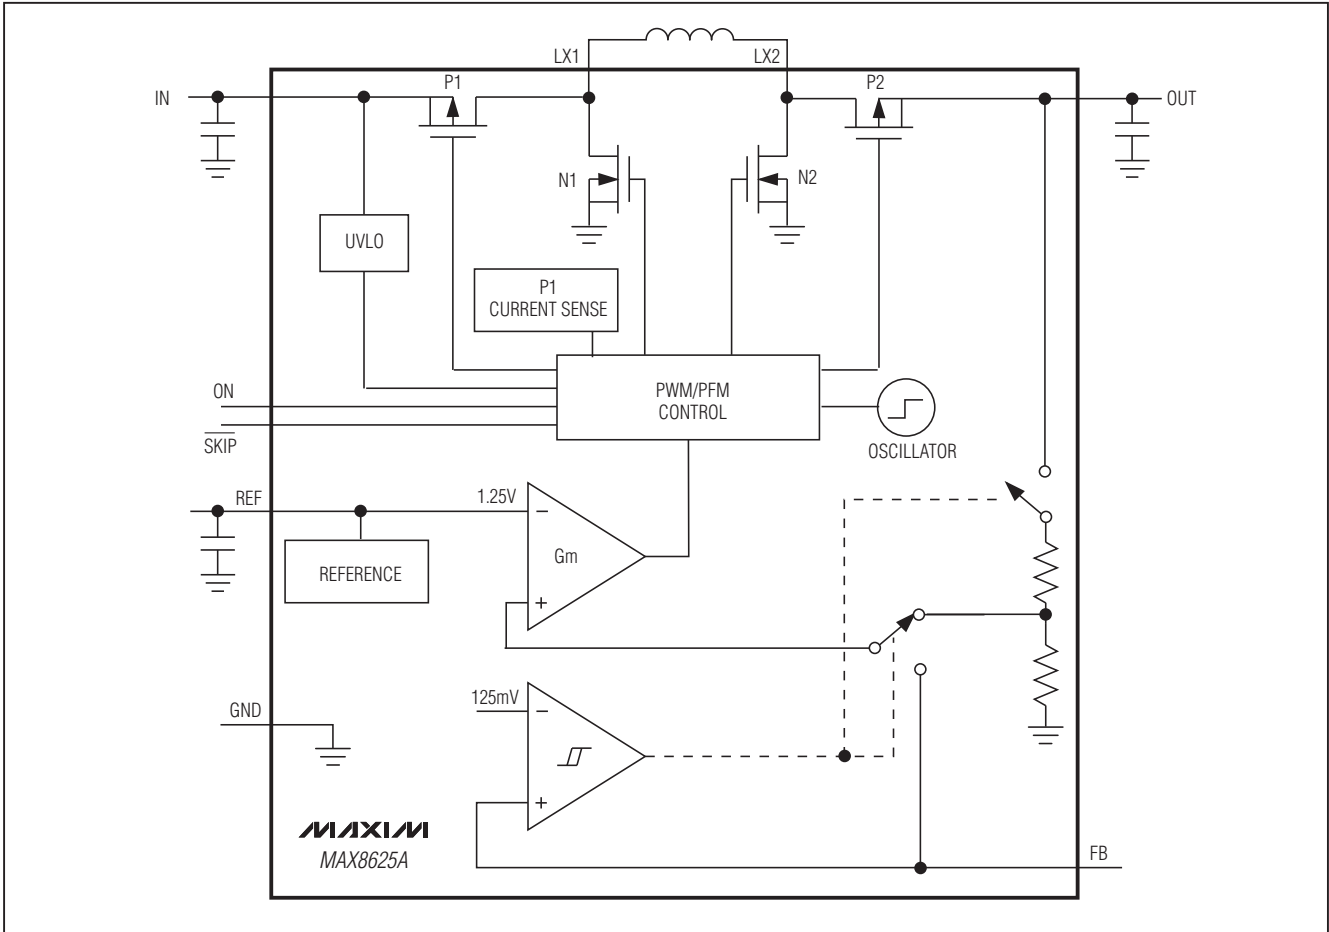 LX1
LX2
P1
P2
IN
OUT
N1
N2
UVLO
P1
CURRENT SENSE
ON
SKIP
PWM/PFM
CONTROL
OSCILLATOR
REF
1.25V
−
Gm
REFERENCE
+
GND
125mV
−
+
MAXIM
MAX8625A
FB